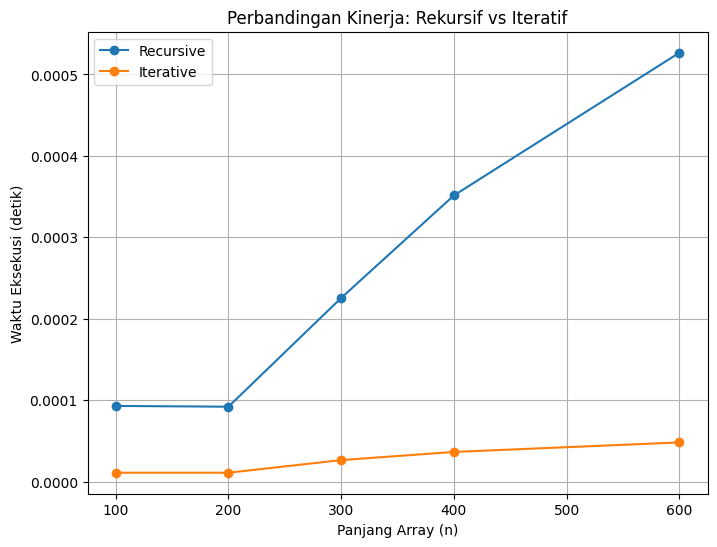 Perbandingan Kinerja: Rekursif vs Iteratif
Recursive
Iterative
Waktu Eksekusi (detik)
0.0005
0.0004
0.0003
0.0002
0.0001
0.0000
100 200 300 400 500 600
Panjang Array (n)